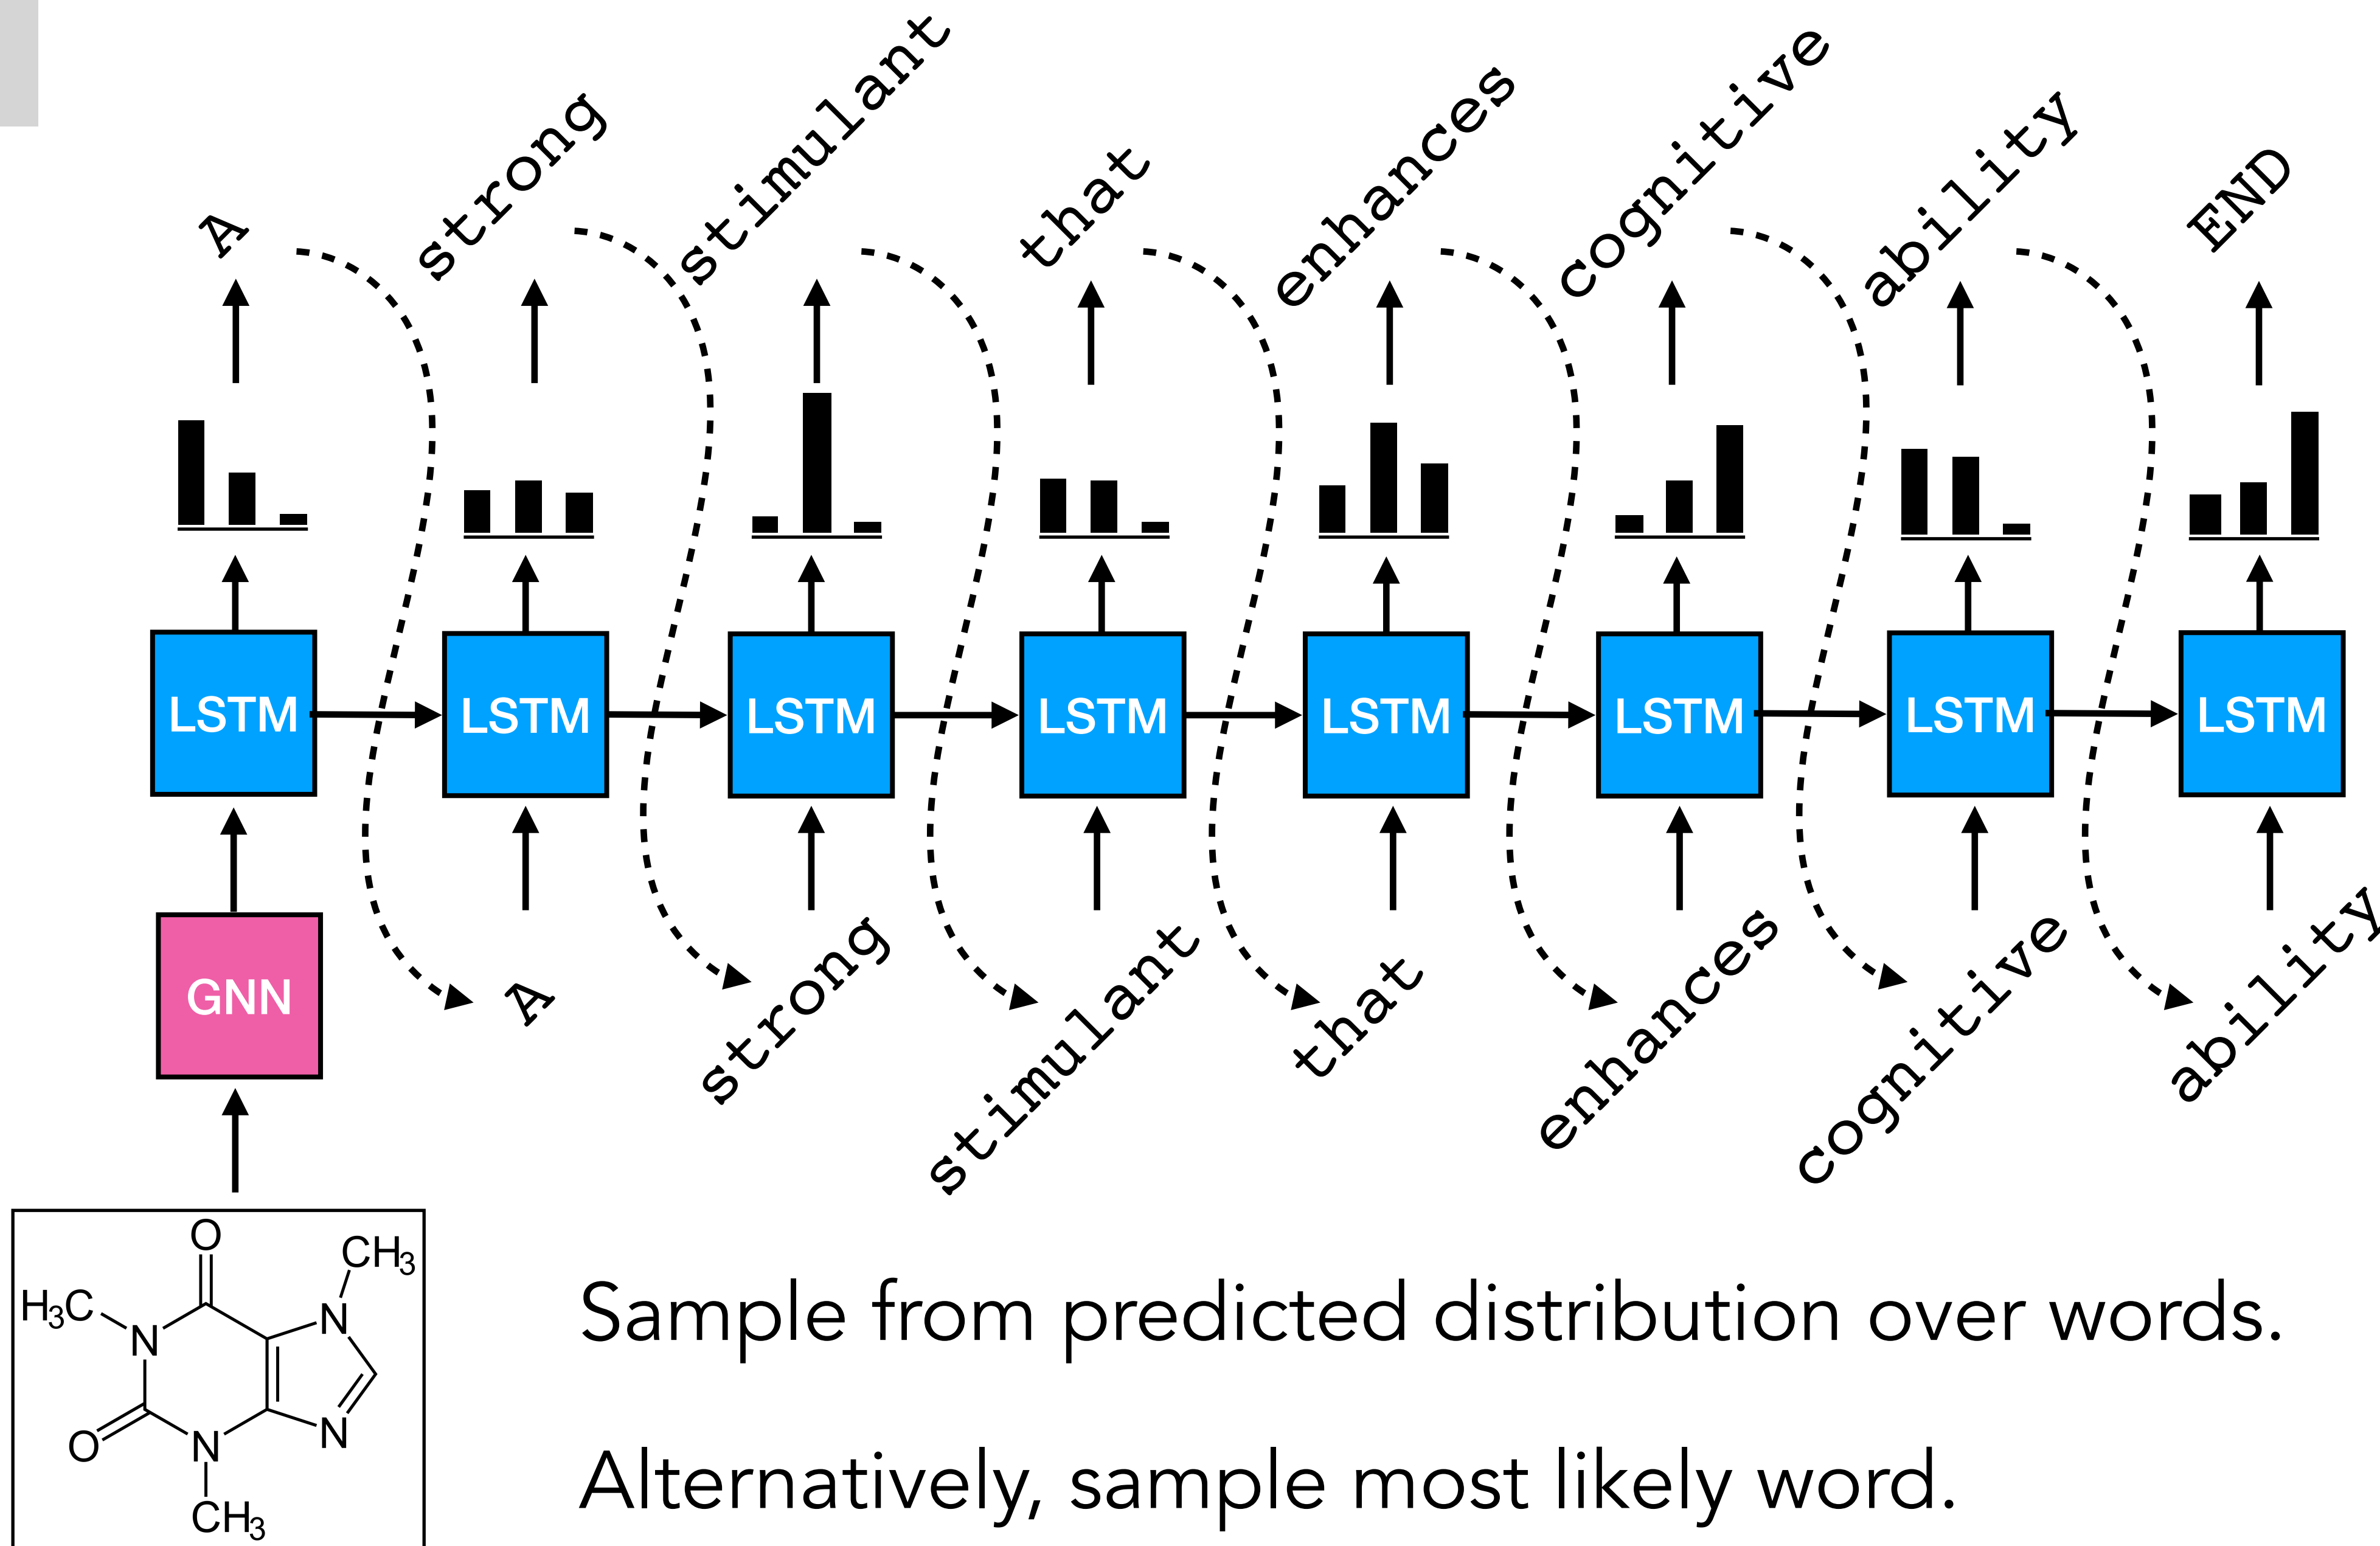 A strong stimulant that enhances cognitive ability END
LSTM LSTM LSTM LSTM LSTM LSTM LSTM LSTM
GNN
A strong stimulant that enhances cognitive ability
O
CH3
H3C
N
N
O
N
N
CH3
Sample from predicted distribution over words.
Alternatively, sample most likely word.